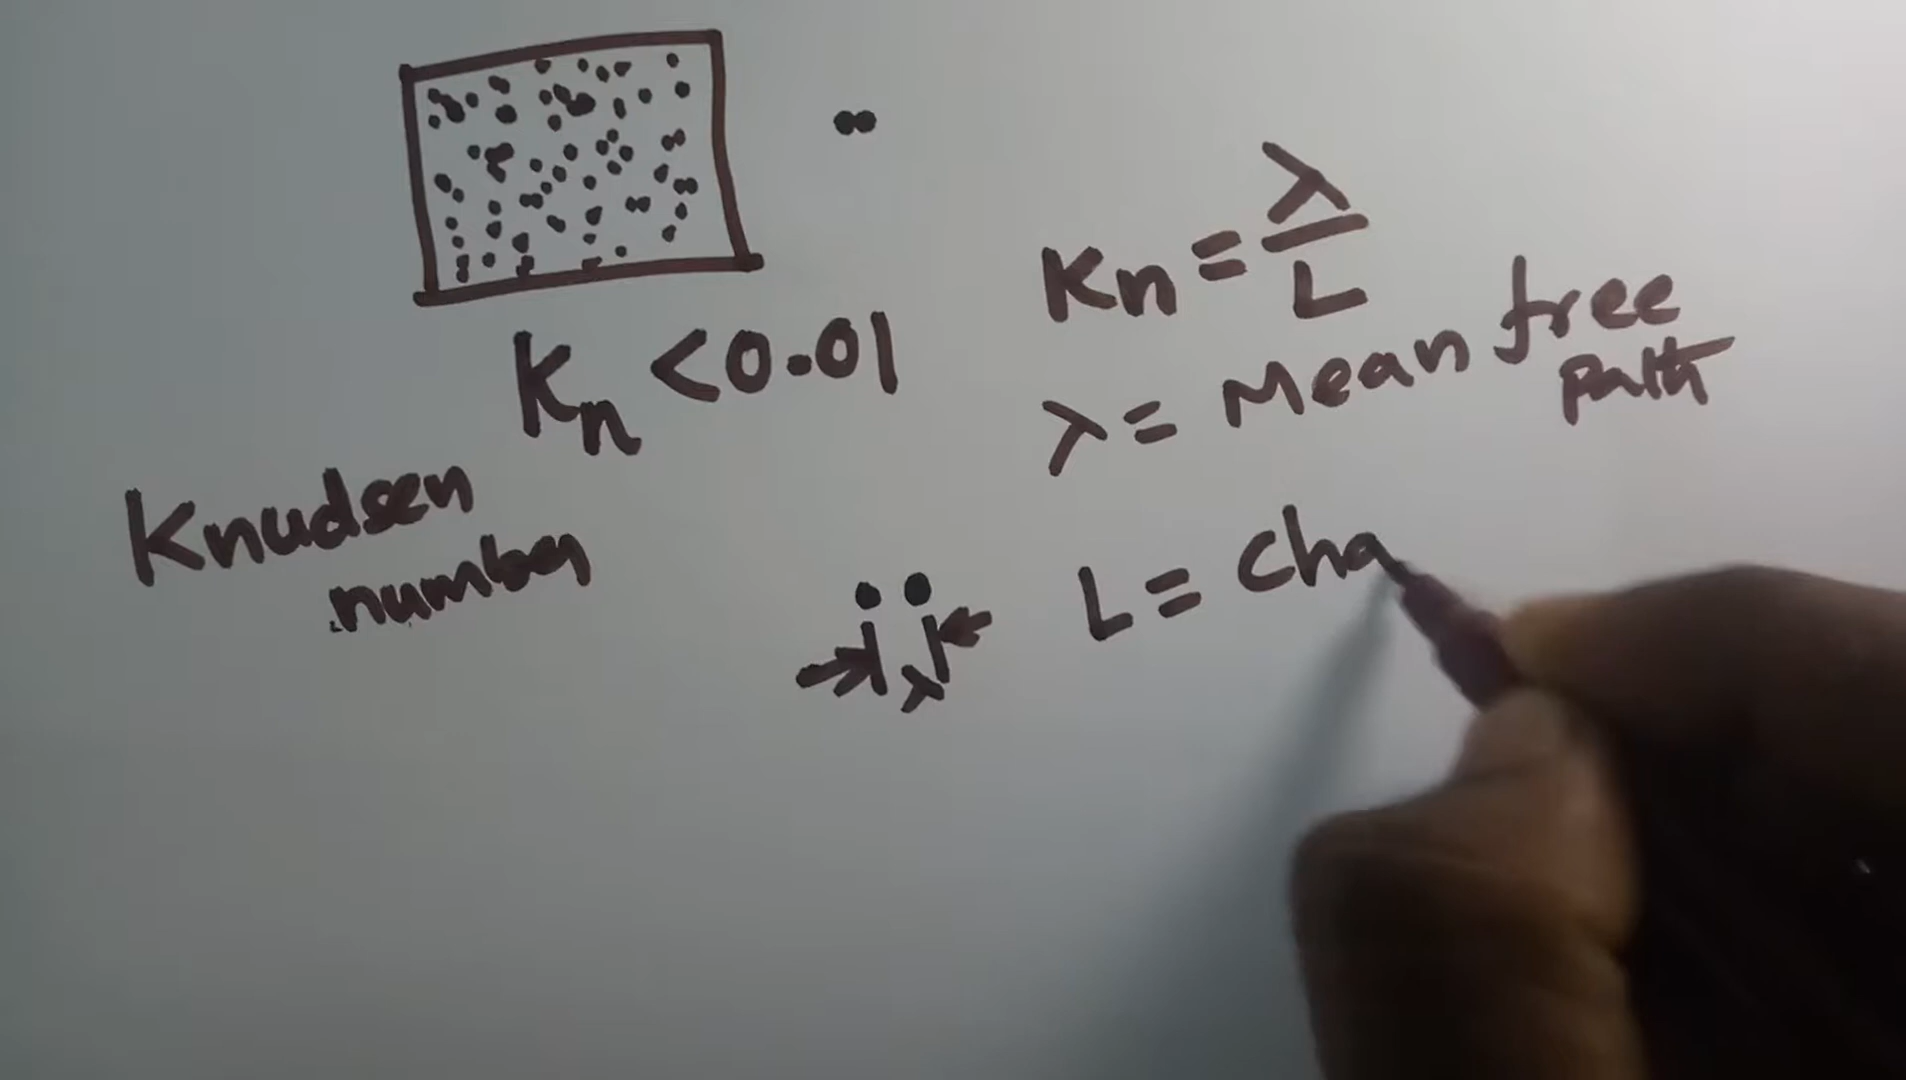 Kn < 0.01
Knudsen
number
Kn = λ
L
λ = Mean free
path
L = Cha
λ